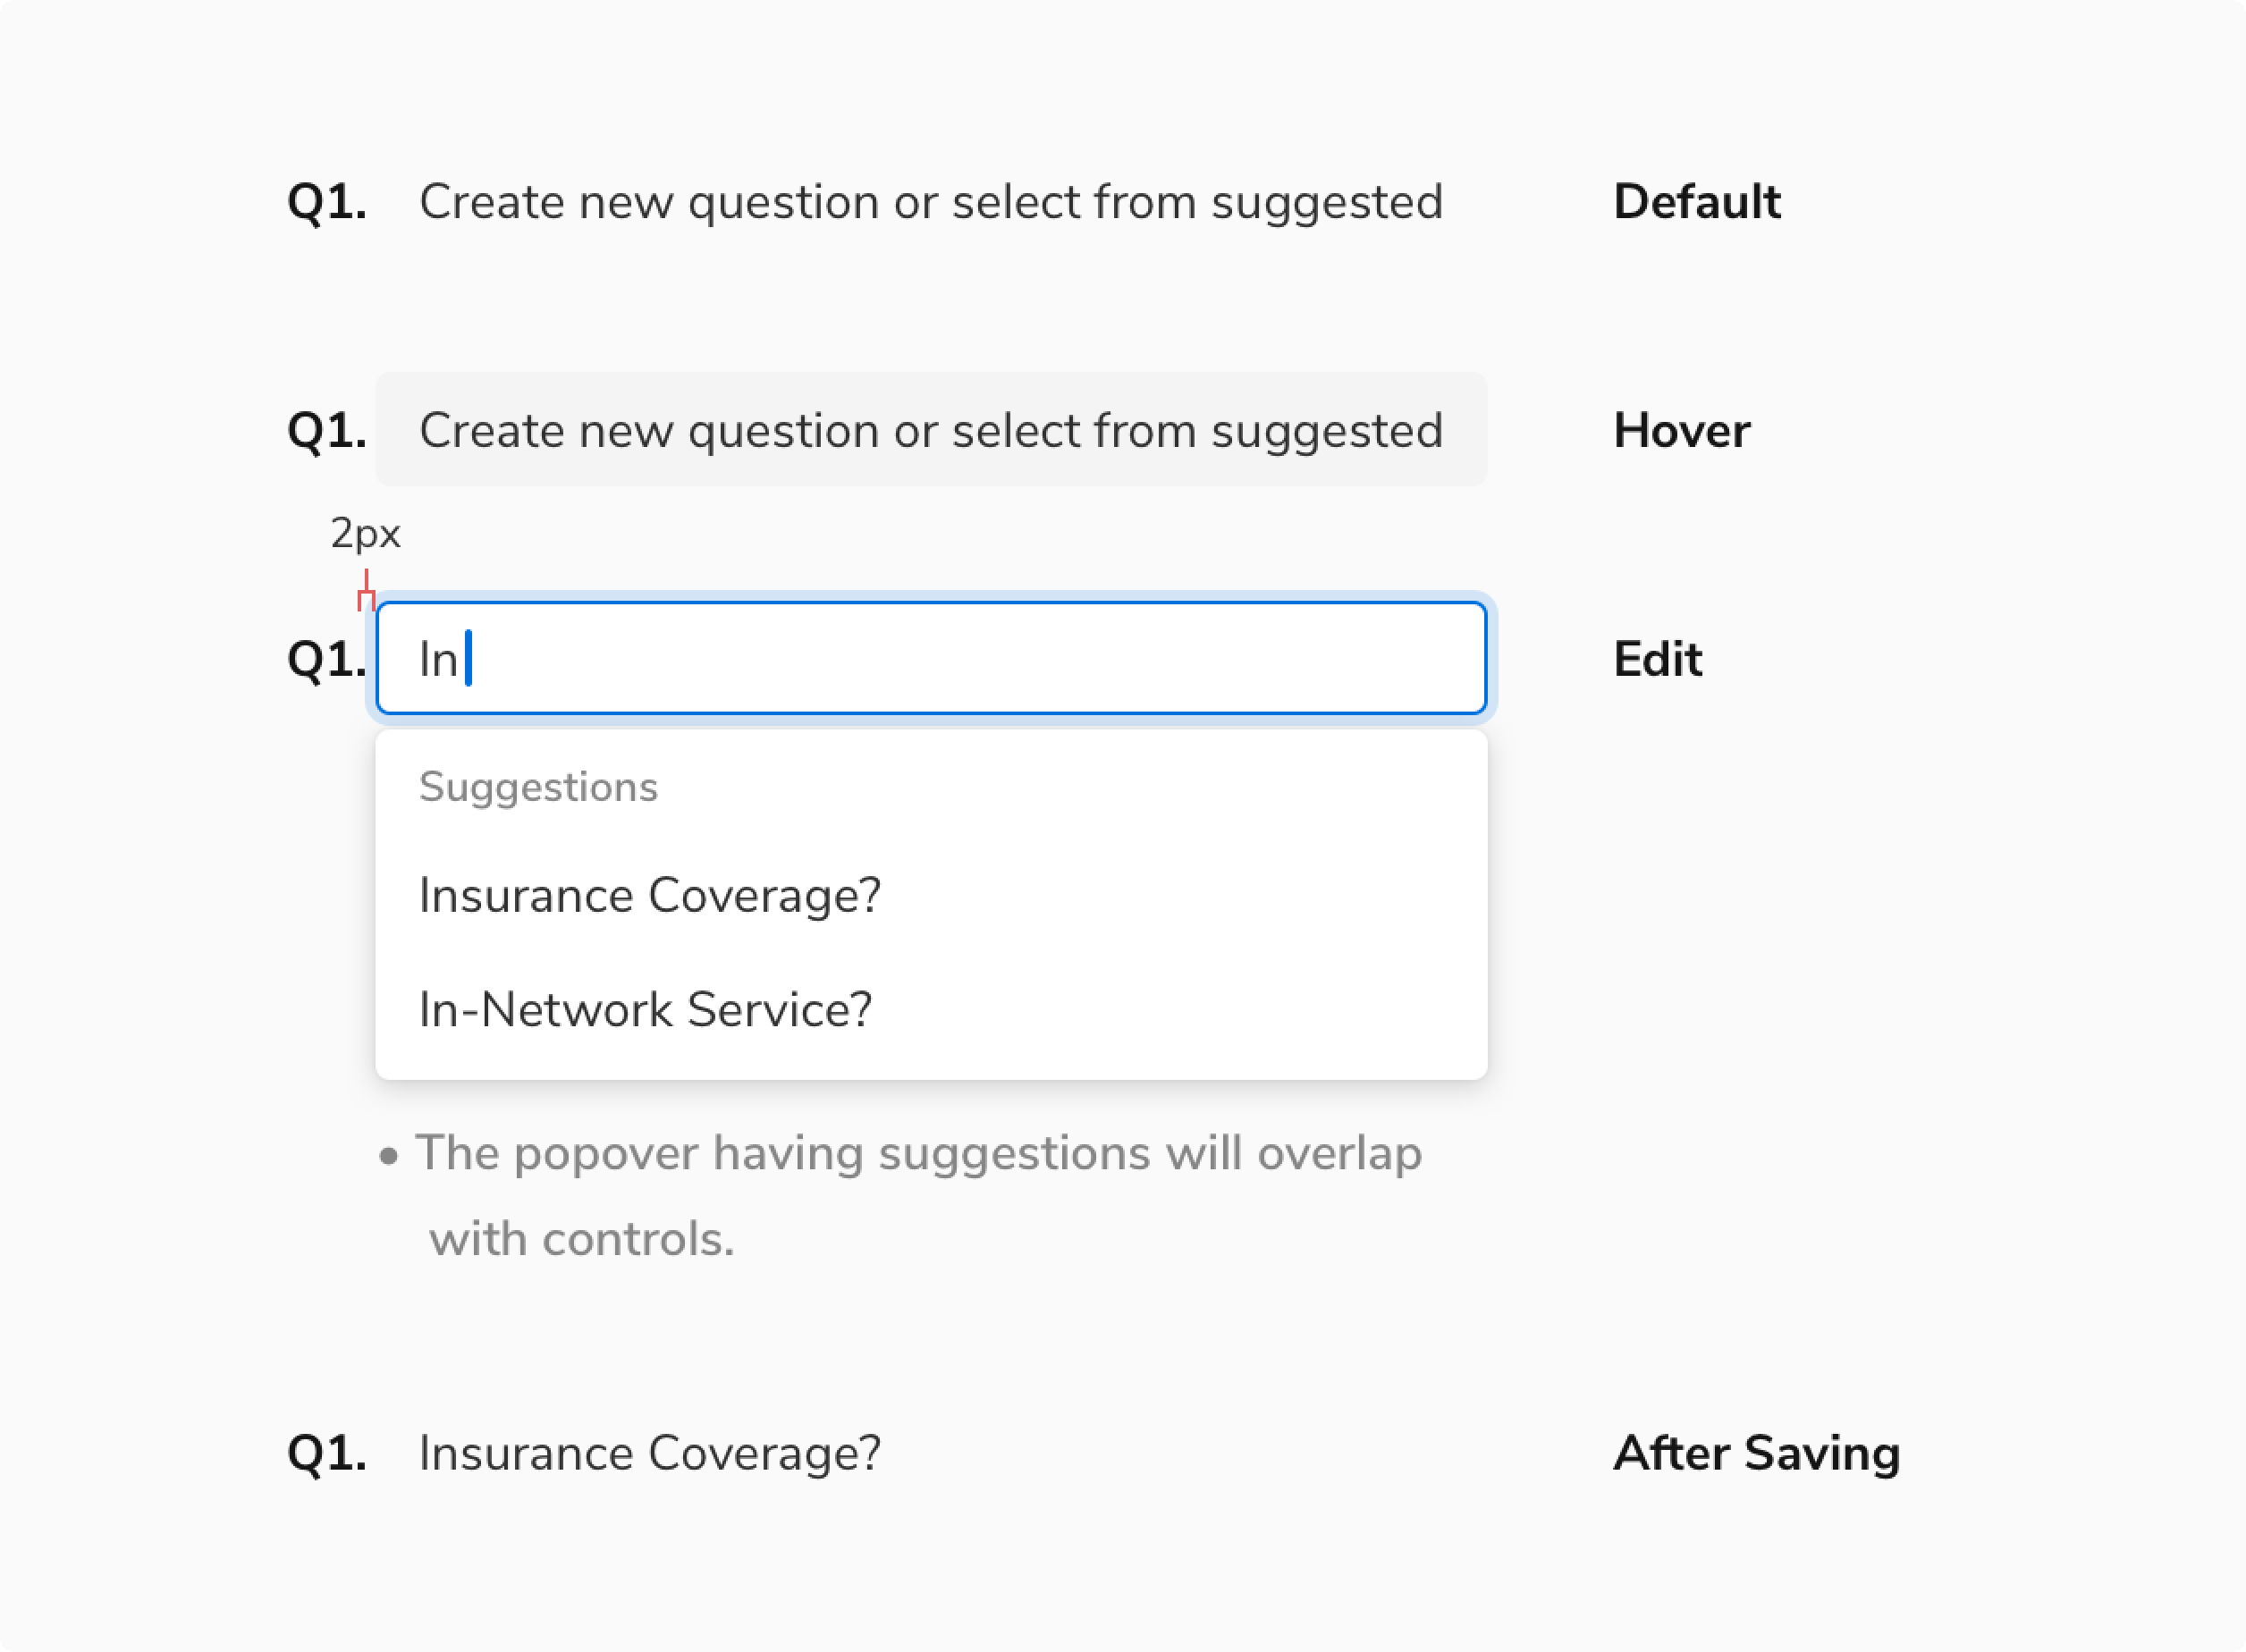 Q1. Create new question or select from suggested Default
Q1. Create new question or select from suggested Hover
2px
Q1. In Edit
Suggestions
Insurance Coverage?
In-Network Service?
• The popover having suggestions will overlap
with controls.
Q1. Insurance Coverage? After Saving